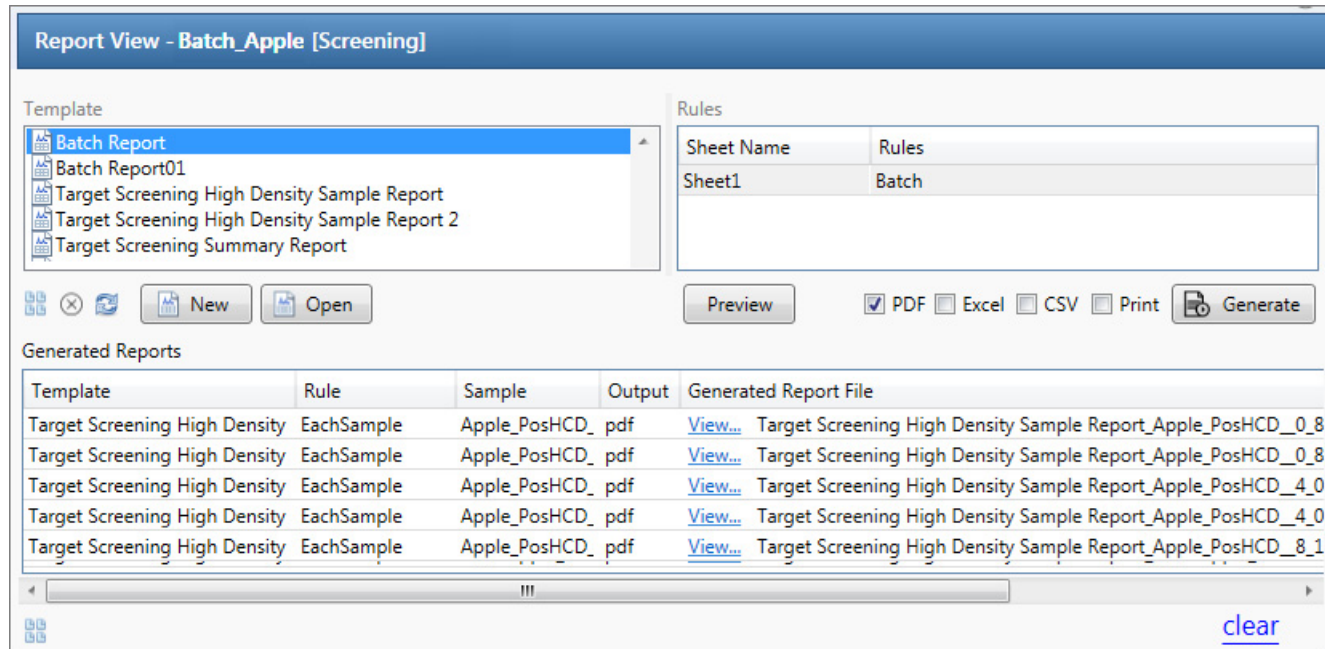 Report View - Batch_Apple [Screening]
Template
Rules
Batch Report
Batch Report01
Target Screening High Density Sample Report
Target Screening High Density Sample Report 2
Target Screening Summary Report
Sheet Name Rules
Sheet1 Batch
New Open Preview PDF Excel CSV Print Generate
Generated Reports
Template Rule Sample Output Generated Report File
Target Screening High Density EachSample Apple_PosHCD_ pdf View... Target Screening High Density Sample Report_Apple_PosHCD__0_8
Target Screening High Density EachSample Apple_PosHCD_ pdf View... Target Screening High Density Sample Report_Apple_PosHCD__0_8
Target Screening High Density EachSample Apple_PosHCD_ pdf View... Target Screening High Density Sample Report_Apple_PosHCD__4_0
Target Screening High Density EachSample Apple_PosHCD_ pdf View... Target Screening High Density Sample Report_Apple_PosHCD__4_0
Target Screening High Density EachSample Apple_PosHCD_ pdf View... Target Screening High Density Sample Report_Apple_PosHCD__8_1
clear